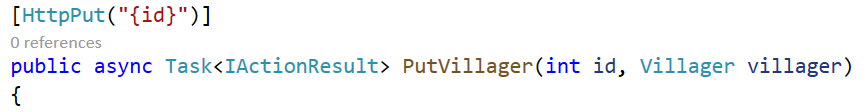 [HttpPut("{id}")]
0 references
public async Task<IActionResult> PutVillager(int id, Villager villager)
{